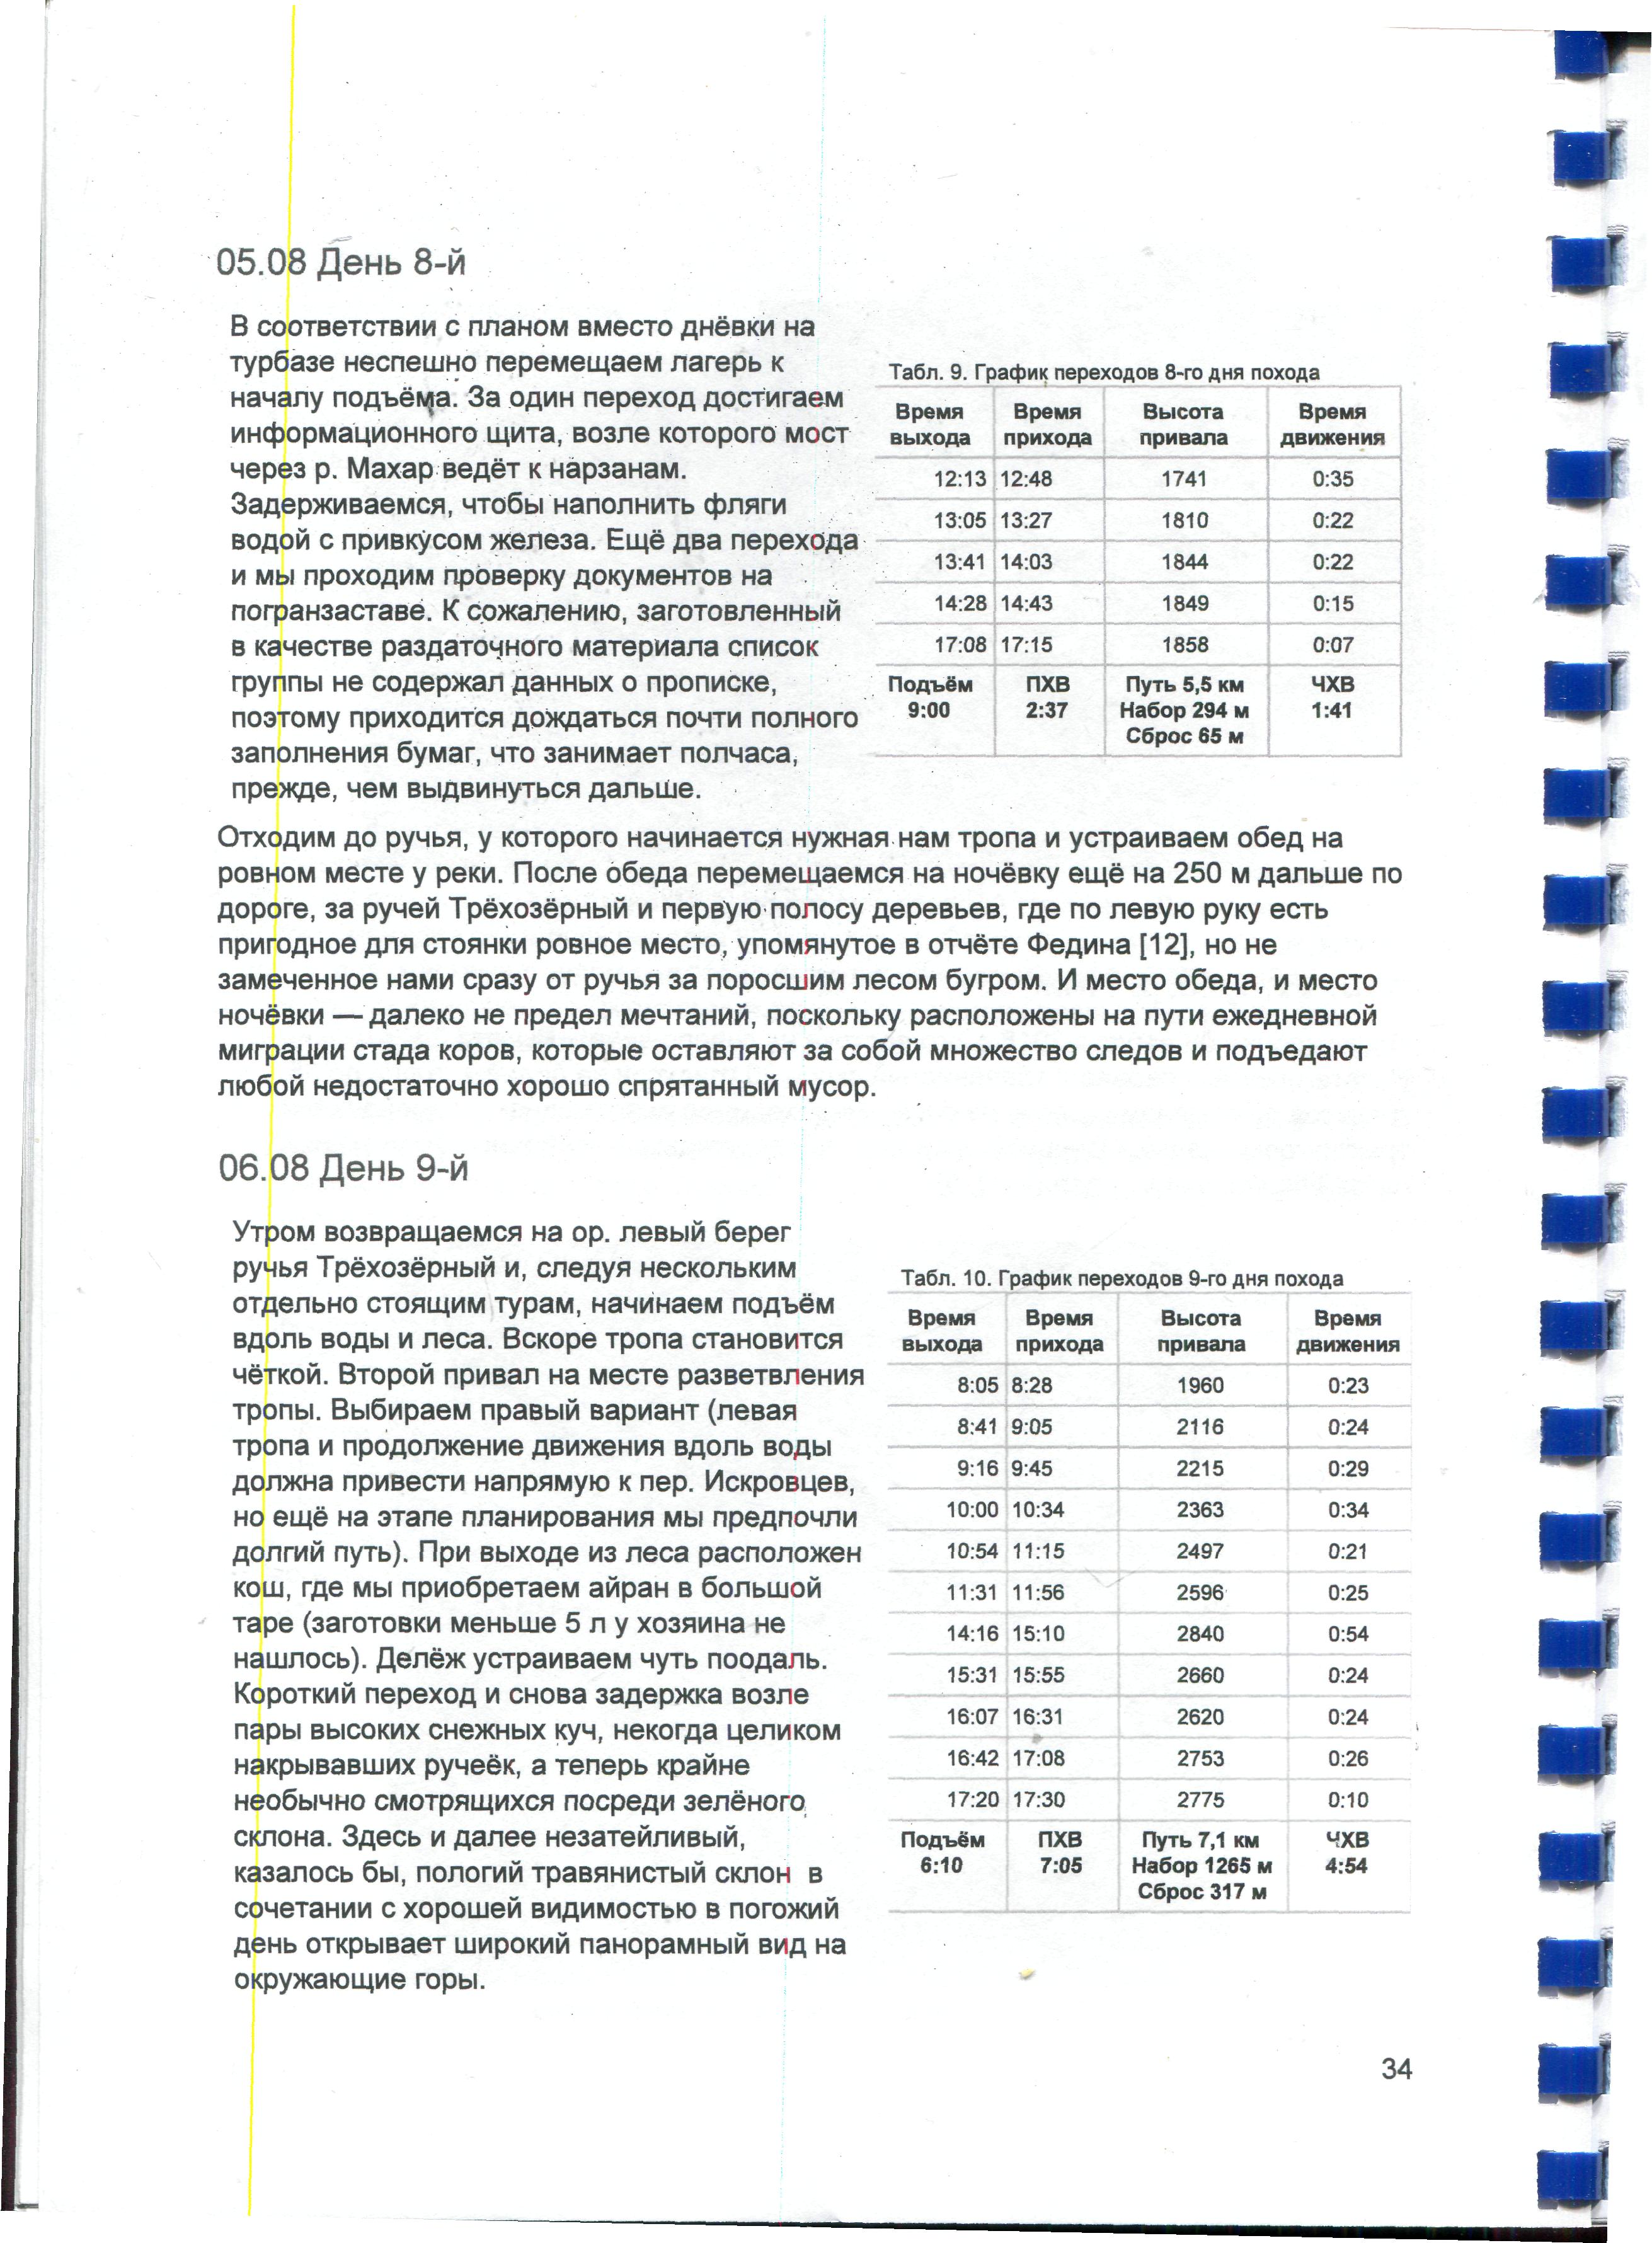 05.08 День 8-й
В соответствии с планом вместо днёвки на
турбазе неспешно перемещаем лагерь к
началу подъёма. За один переход достигаем
информационного щита, возле которого мост
через р. Махар ведёт к нарзанам.
Задерживаемся, чтобы наполнить фляги
водой с привкусом железа. Ещё два перехода
и мы проходим проверку документов на
погранзаставе. К сожалению, заготовленный
в качестве раздаточного материала список
группы не содержал данных о прописке,
поэтому приходится дождаться почти полного
заполнения бумаг, что занимает полчаса,
прежде, чем выдвинуться дальше.
Табл. 9. График переходов 8-го дня похода
Время Время Высота Время
выхода прихода привала движения
12:13 12:48 1741 0:35
13:05 13:27 1810 0:22
13:41 14:03 1844 0:22
14:28 14:43 1849 0:15
17:08 17:15 1858 0:07
Подъём ПХВ Путь 5,5 км ЧХВ
9:00 2:37 Набор 294 м 1:41
Сброс 65 м
Отходим до ручья, у которого начинается нужная нам тропа и устраиваем обед на
ровном месте у реки. После обеда перемещаемся на ночёвку ещё на 250 м дальше по
дороге, за ручей Трёхозёрный и первую полосу деревьев, где по левую руку есть
пригодное для стоянки ровное место, упомянутое в отчёте Федина [12], но не
замеченное нами сразу от ручья за поросшим лесом бугром. И место обеда, и место
ночёвки — далеко не предел мечтаний, поскольку расположены на пути ежедневной
миграции стада коров, которые оставляют за собой множество следов и подъедают
любой недостаточно хорошо спрятанный мусор.
06.08 День 9-й
Утром возвращаемся на ор. левый берег
ручья Трёхозёрный и, следуя нескольким
отдельно стоящим турам, начинаем подъём
вдоль воды и леса. Вскоре тропа становится
чёткой. Второй привал на месте разветвления
тропы. Выбираем правый вариант (левая
тропа и продолжение движения вдоль воды
должна привести напрямую к пер. Искровцев,
но ещё на этапе планирования мы предпочли
долгий путь). При выходе из леса расположен
кош, где мы приобретаем айран в большой
таре (заготовки меньше 5 л у хозяина не
нашлось). Делёж устраиваем чуть поодаль.
Короткий переход и снова задержка возле
пары высоких снежных куч, некогда целиком
накрывавших ручеёк, а теперь крайне
необычно смотрящихся посреди зелёного
склона. Здесь и далее незатейливый,
казалось бы, пологий травянистый склон в
сочетании с хорошей видимостью в погожий
день открывает широкий панорамный вид на
окружающие горы.
Табл. 10. График переходов 9-го дня похода
Время Время Высота Время
выхода прихода привала движения
8:05 8:28 1960 0:23
8:41 9:05 2116 0:24
9:16 9:45 2215 0:29
10:00 10:34 2363 0:34
10:54 11:15 2497 0:21
11:31 11:56 2596 0:25
14:16 15:10 2840 0:54
15:31 15:55 2660 0:24
16:07 16:31 2620 0:24
16:42 17:08 2753 0:26
17:20 17:30 2775 0:10
Подъём ПХВ Путь 7,1 км ЧХВ
6:10 7:05 Набор 1265 м 4:54
Сброс 317 м
34